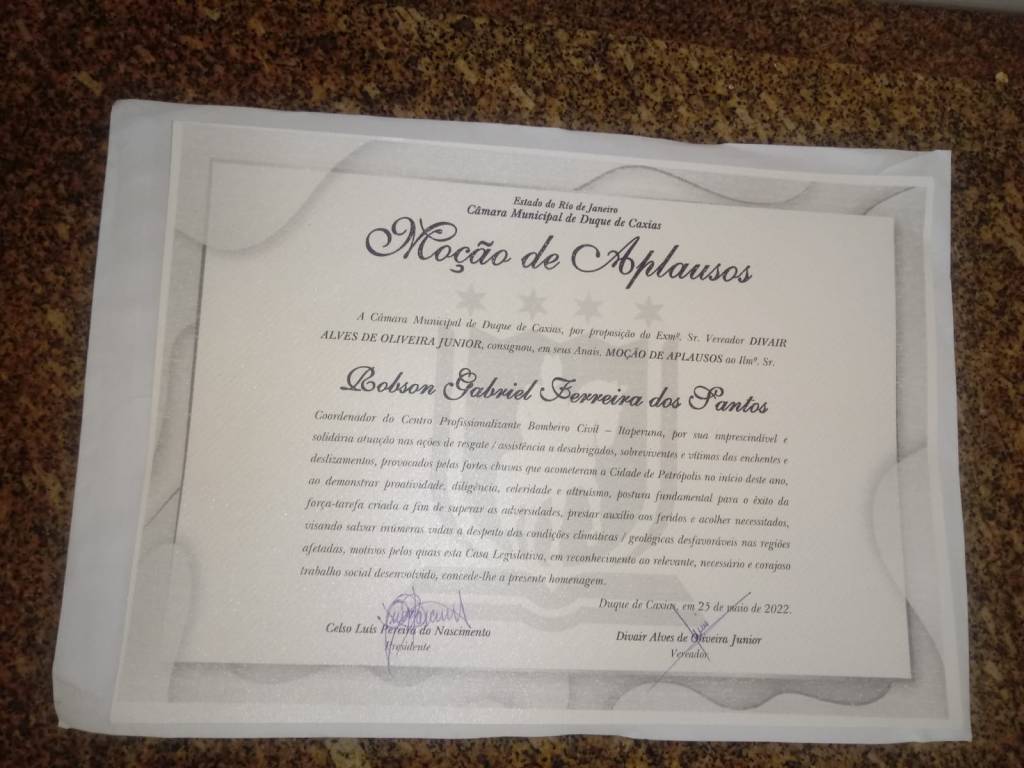 Estado do Rio de Janeiro
Câmara Municipal de Duque de Caxias
Moção de Aplausos
A Câmara Municipal de Duque de Caxias, por proposição do Exmº. Sr. Vereador DIVAIR
ALVES DE OLIVEIRA JUNIOR, consignou, em seus Anais, MOÇÃO DE APLAUSOS ao Ilmº. Sr.
Robson Gabriel Ferreira dos Santos
Coordenador do Centro Profissionalizante Bombeiro Civil – Itaperuna, por sua imprescindível e
solidária atuação nas ações de resgate / assistência a desabrigados, sobreviventes e vítimas das enchentes e
deslizamentos, provocados pelas fortes chuvas que acometeram a Cidade de Petrópolis no início deste ano,
ao demonstrar proatividade, diligência, celeridade e altruísmo, postura fundamental para o êxito da
força-tarefa criada a fim de superar as adversidades, prestar auxílio aos feridos e acolher necessitados,
visando salvar inúmeras vidas a despeito das condições climáticas / geológicas desfavoráveis nas regiões
afetadas, motivos pelos quais esta Casa Legislativa, em reconhecimento ao relevante, necessário e corajoso
trabalho social desenvolvido, concede-lhe a presente homenagem.
Duque de Caxias, em 25 de maio de 2022.
Celso Luís Pereira do Nascimento
Presidente
Divair Alves de Oliveira Junior
Vereador